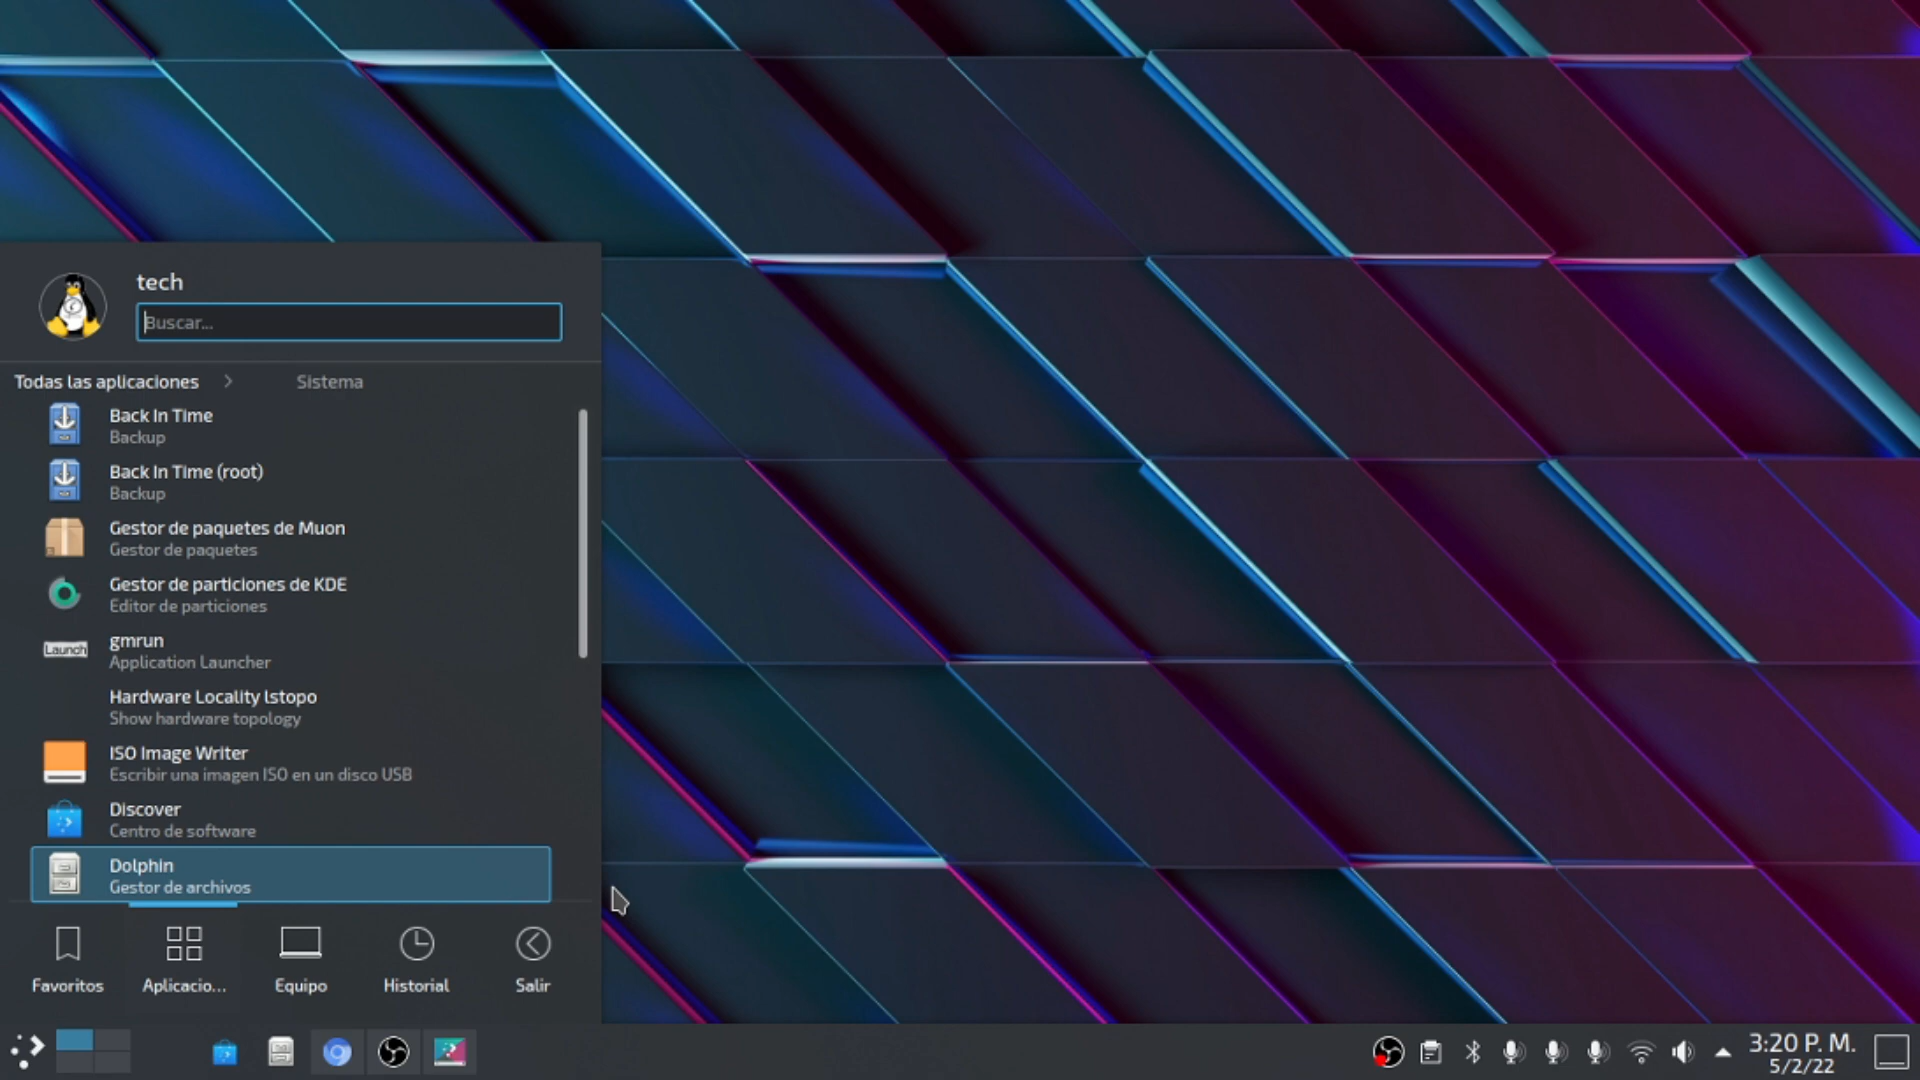 tech
Buscar...
Todas las aplicaciones > Sistema
Back In Time
Backup
Back In Time (root)
Backup
Gestor de paquetes de Muon
Gestor de paquetes
Gestor de particiones de KDE
Editor de particiones
Launch
gmrun
Application Launcher
Hardware Locality lstopo
Show hardware topology
ISO Image Writer
Escribir una imagen ISO en un disco USB
Discover
Centro de software
Dolphin
Gestor de archivos
Favoritos Aplicacio... Equipo Historial Salir
3:20 P. M.
5/2/22